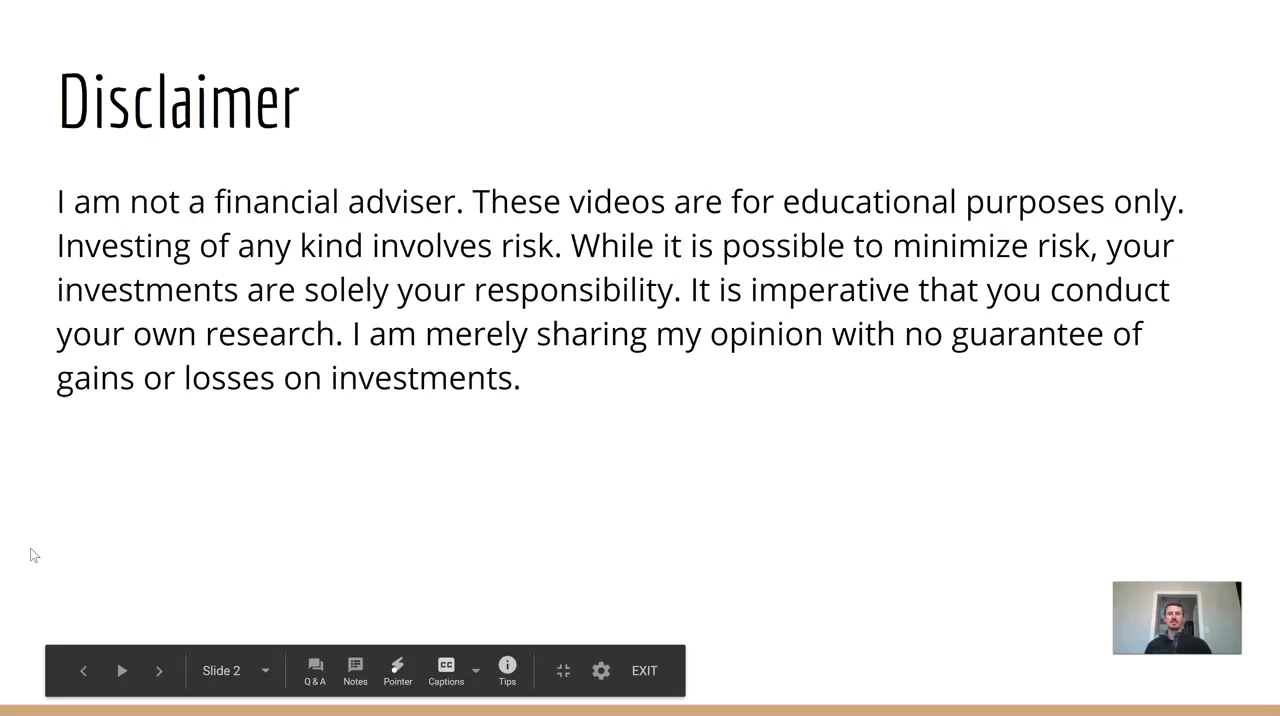 Disclaimer
I am not a financial adviser. These videos are for educational purposes only.
Investing of any kind involves risk. While it is possible to minimize risk, your
investments are solely your responsibility. It is imperative that you conduct
your own research. I am merely sharing my opinion with no guarantee of
gains or losses on investments.
Slide 2
Q & A
Notes
Pointer
CC
Captions
Tips
EXIT